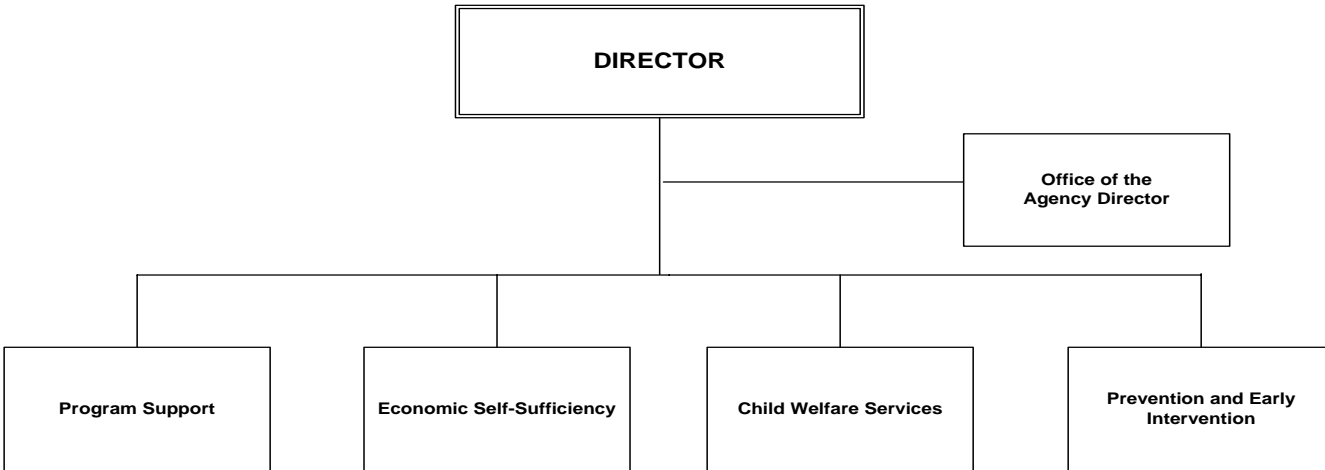 DIRECTOR
Office of the
Agency Director
Program Support
Economic Self-Sufficiency
Child Welfare Services
Prevention and Early
Intervention